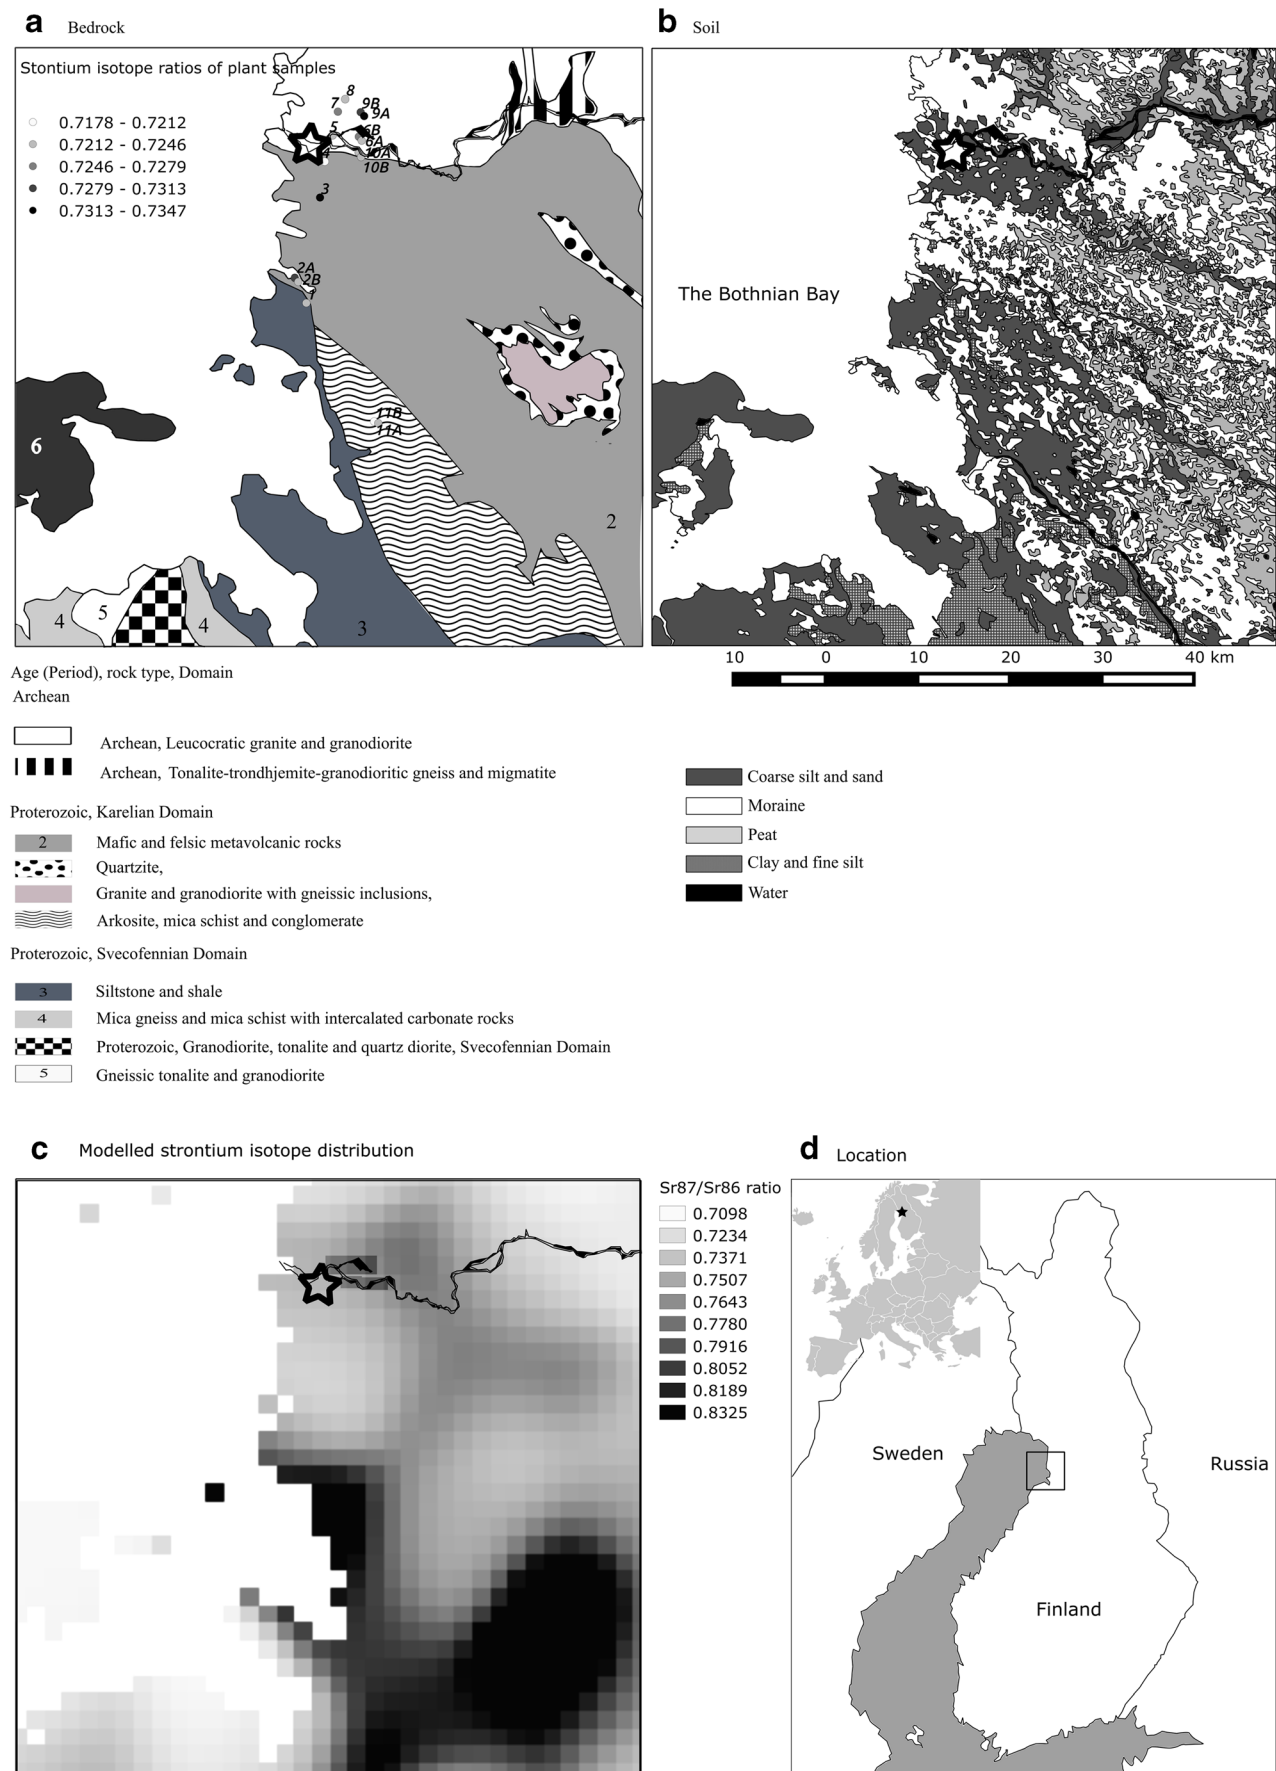 a Bedrock
Stontium isotope ratios of plant samples
0.7178 - 0.7212
0.7212 - 0.7246
0.7246 - 0.7279
0.7279 - 0.7313
0.7313 - 0.7347
8
7
9B
9A
5
6B
6A
4
10A
10B
3
2A
2B
1
11B
11A
6
2
4
5
4
3
b Soil
The Bothnian Bay
10 0 10 20 30 40 km
Age (Period), rock type, Domain
Archean
Archean, Leucocratic granite and granodiorite
Archean, Tonalite-trondhjemite-granodioritic gneiss and migmatite
Proterozoic, Karelian Domain
2 Mafic and felsic metavolcanic rocks
Quartzite,
Granite and granodiorite with gneissic inclusions,
Arkosite, mica schist and conglomerate
Proterozoic, Svecofennian Domain
3 Siltstone and shale
4 Mica gneiss and mica schist with intercalated carbonate rocks
Proterozoic, Granodiorite, tonalite and quartz diorite, Svecofennian Domain
5 Gneissic tonalite and granodiorite
Coarse silt and sand
Moraine
Peat
Clay and fine silt
Water
c Modelled strontium isotope distribution
Sr87/Sr86 ratio
0.7098
0.7234
0.7371
0.7507
0.7643
0.7780
0.7916
0.8052
0.8189
0.8325
d Location
Sweden
Russia
Finland